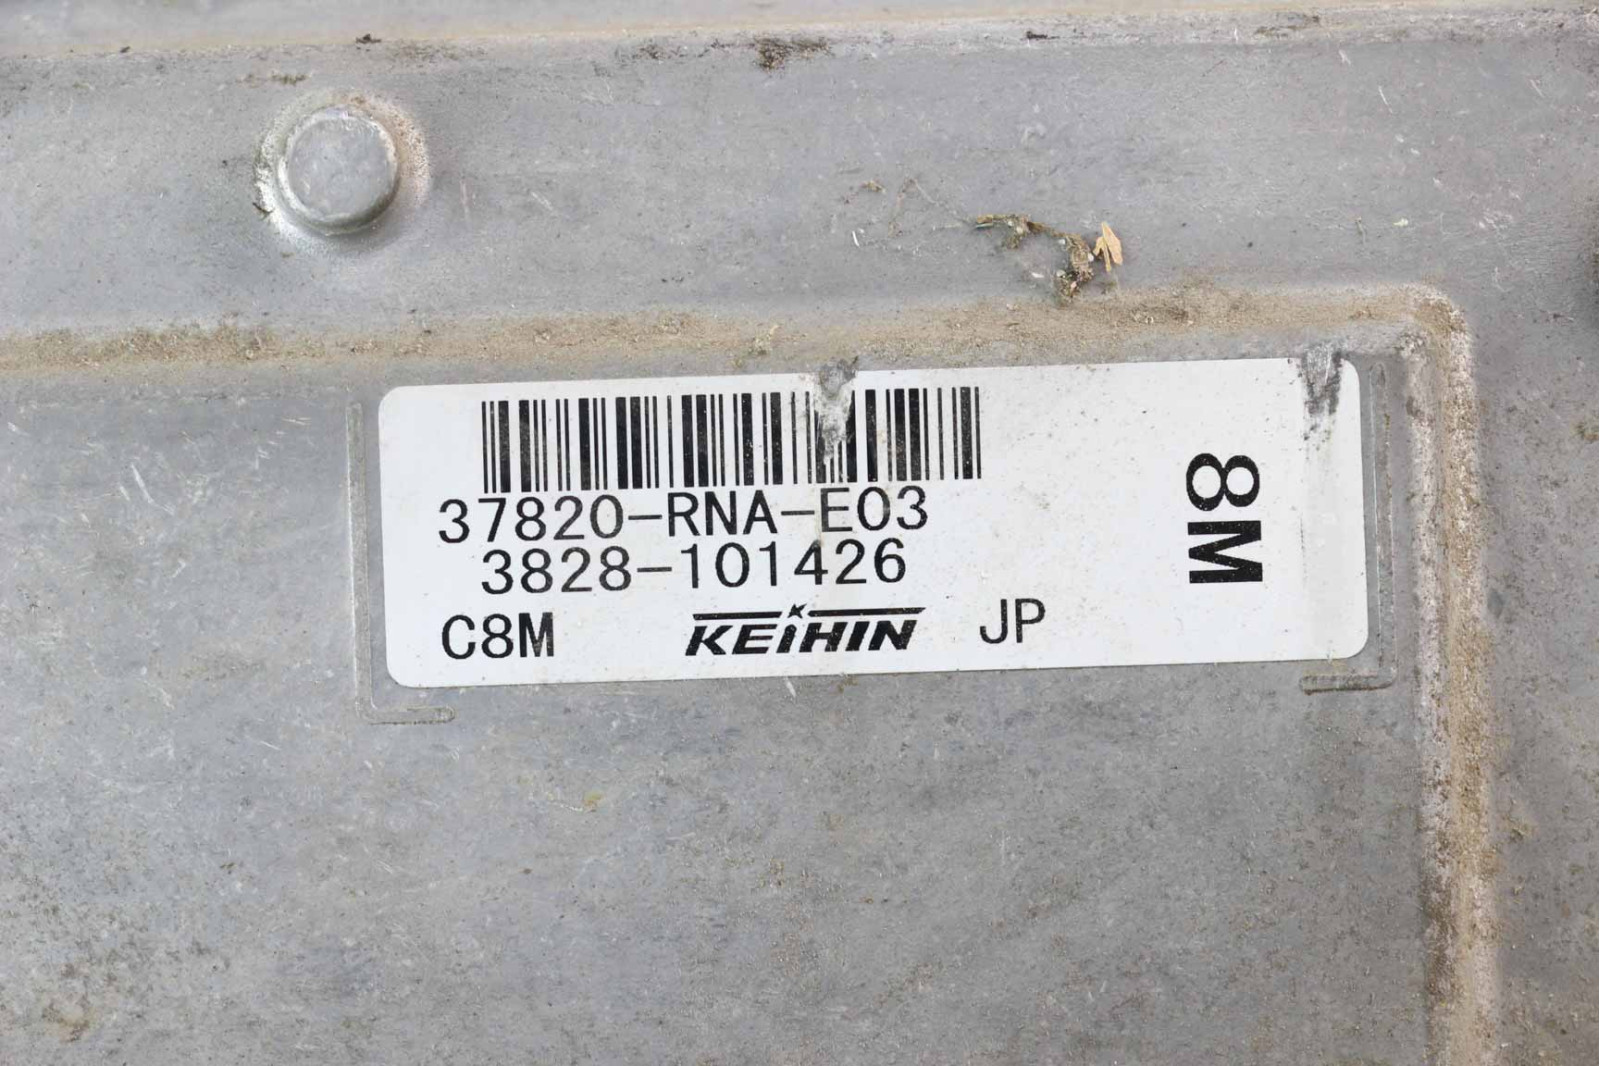 37820-RNA-E03
3828-101426
C8M KEIHIN JP
8M